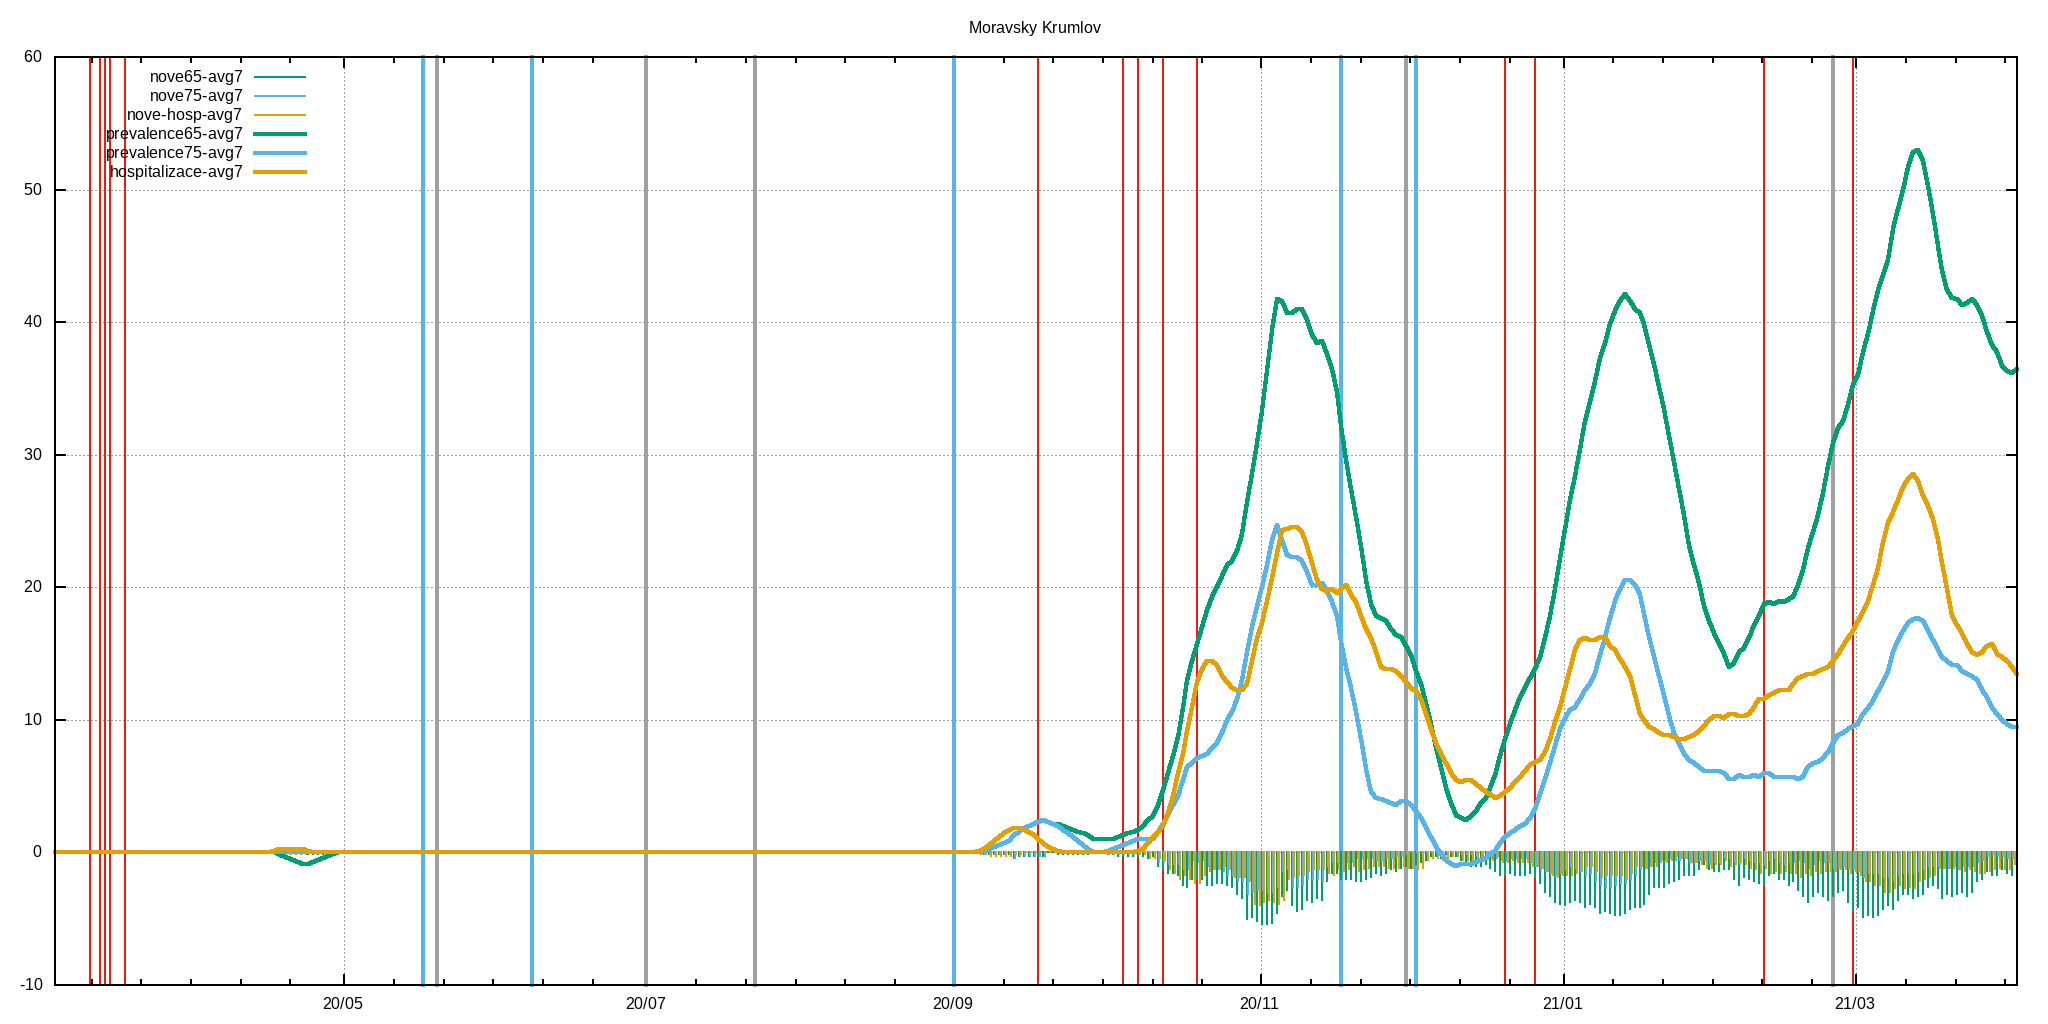 Moravsky Krumlov
60
50
40
30
20
10
0
-10
nove65-avg7
nove75-avg7
nove-hosp-avg7
prevalence65-avg7
prevalence75-avg7
hospitalizace-avg7
20/05 20/07 20/09 20/11 21/01 21/03